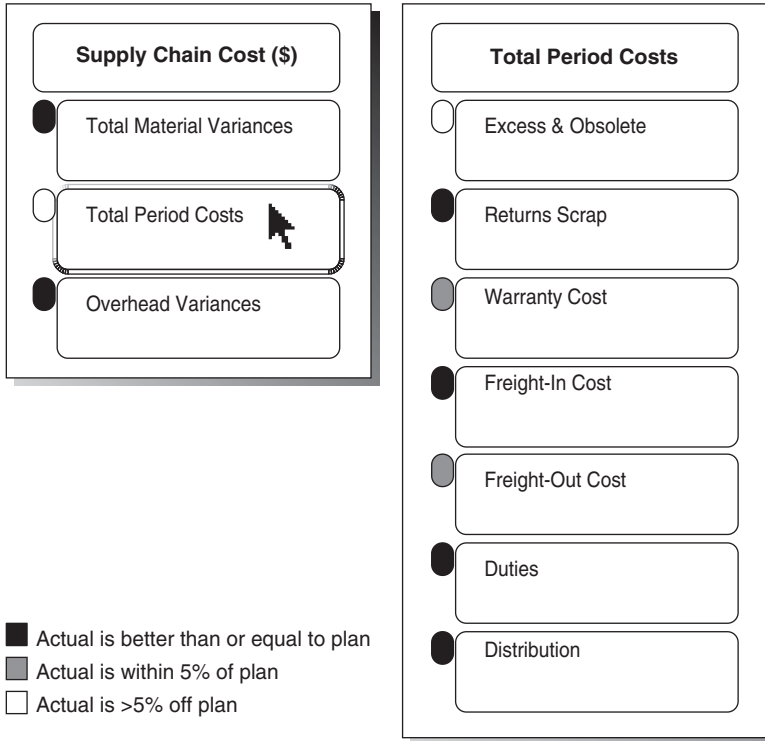 Supply Chain Cost ($)
Total Material Variances
Total Period Costs
Overhead Variances
Total Period Costs
Excess & Obsolete
Returns Scrap
Warranty Cost
Freight-In Cost
Freight-Out Cost
Duties
Distribution
Actual is better than or equal to plan
Actual is within 5% of plan
Actual is >5% off plan